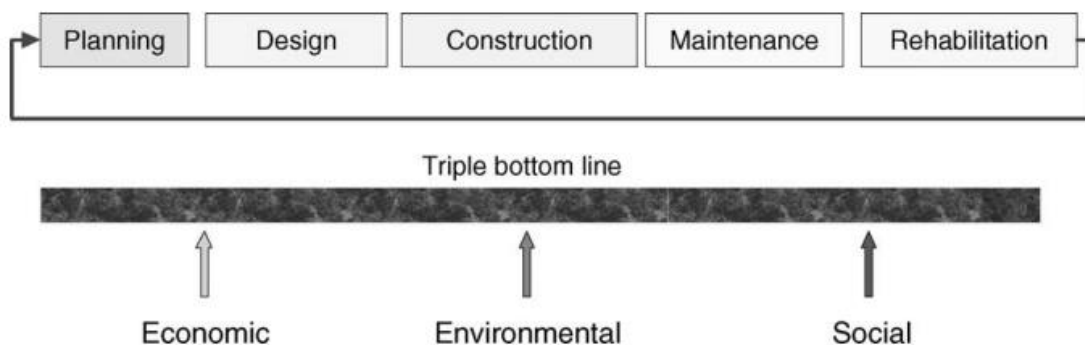 Planning Design Construction Maintenance Rehabilitation
Triple bottom line
Economic Environmental Social